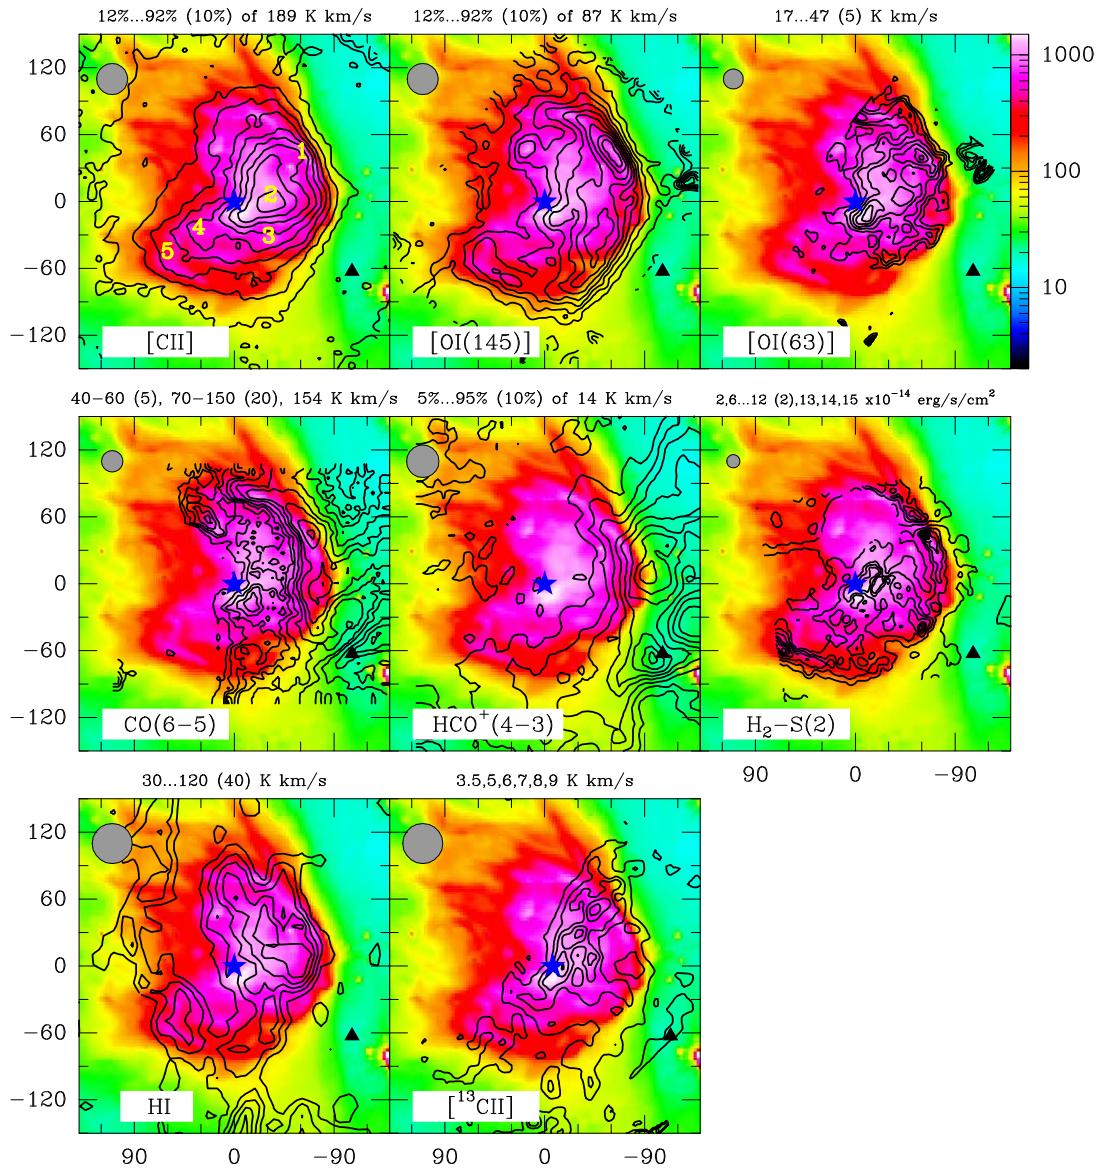 12%...92% (10%) of 189 K km/s 12%...92% (10%) of 87 K km/s 17...47 (5) K km/s
120
60
0
−60
−120
1
2
3
4
5
1000
100
10
[CII] [OI(145)] [OI(63)]
40−60 (5), 70−150 (20), 154 K km/s 5%...95% (10%) of 14 K km/s 2,6...12 (2),13,14,15 x10⁻¹⁴ erg/s/cm²
120
60
0
−60
−120
CO(6−5) HCO⁺(4−3) H₂−S(2)
90 0 −90
30...120 (40) K km/s 3.5,5,6,7,8,9 K km/s
120
60
0
−60
−120
HI [¹³CII]
90 0 −90 0 −90